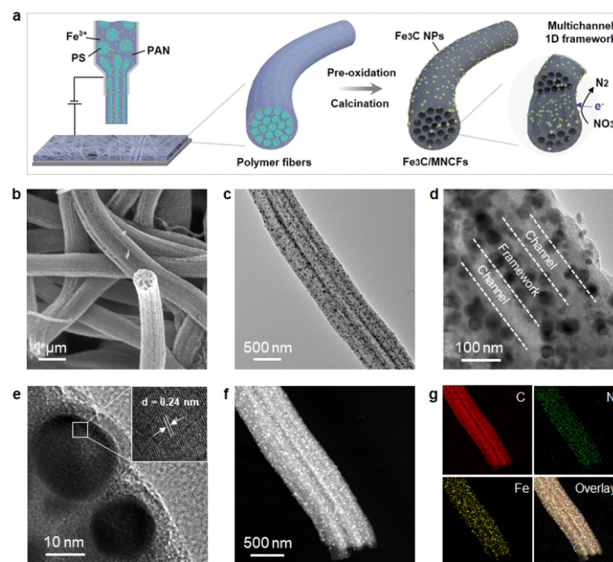 a
Fe3+
PS
PAN
Polymer fibers
Pre-oxidation
Calcination
Fe3C NPs
Fe3C/MNCFs
Multichannel
1D framework
N2
e-
NO3
b
1 μm
c
500 nm
d
Channel
Framework
Channel
100 nm
e
d = 0.24 nm
10 nm
f
500 nm
g
C
N
Fe
Overlay